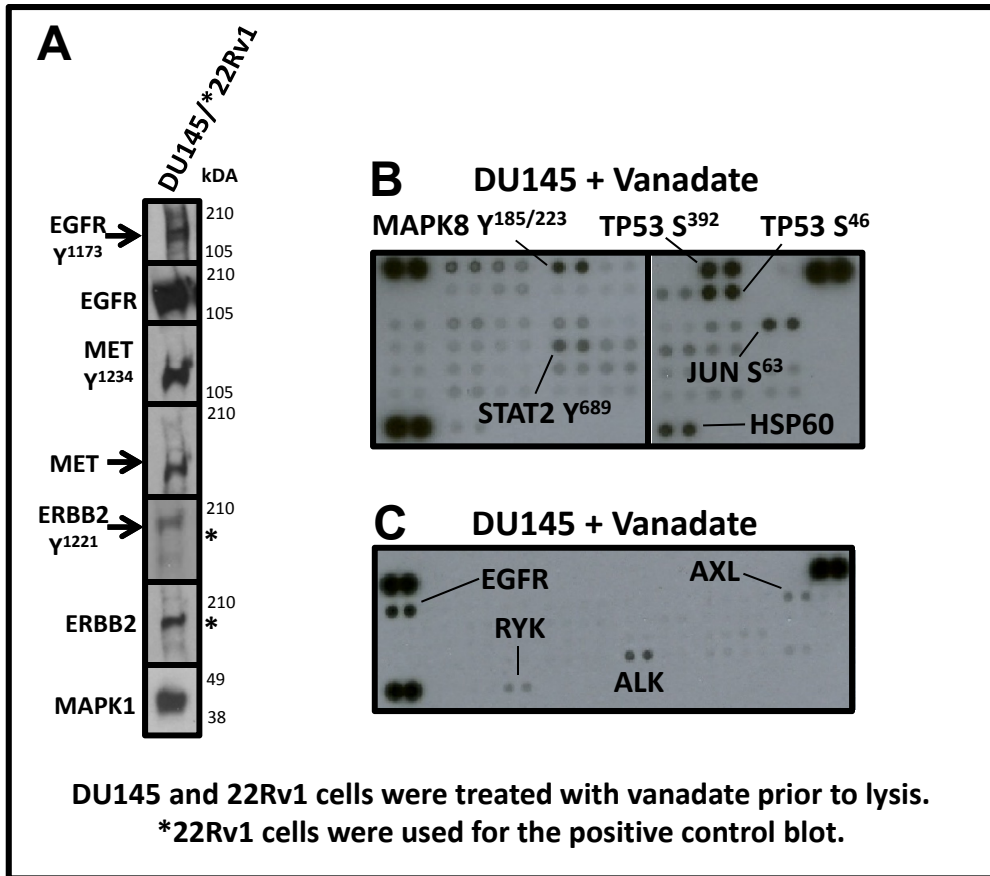 A
DU145/*22Rv1
kDA
EGFR
Y1173
210
105
EGFR
210
105
MET
Y1234
105
MET
210
ERBB2
Y1221
210
*
ERBB2
210
*
MAPK1
49
38
B
DU145 + Vanadate
MAPK8 Y185/223
TP53 S392
TP53 S46
STAT2 Y689
JUN S63
HSP60
C
DU145 + Vanadate
EGFR
AXL
RYK
ALK
DU145 and 22Rv1 cells were treated with vanadate prior to lysis.
*22Rv1 cells were used for the positive control blot.